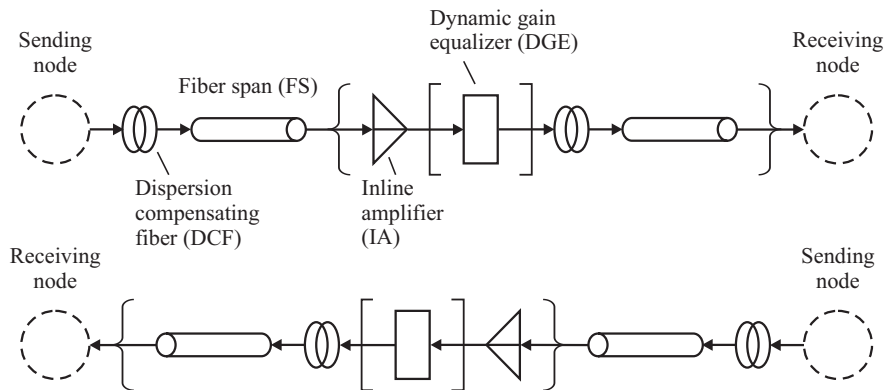 Dynamic gain
equalizer (DGE)
Sending
node
Receiving
node
Fiber span (FS)
Dispersion
compensating
fiber (DCF)
Inline
amplifier
(IA)
Receiving
node
Sending
node